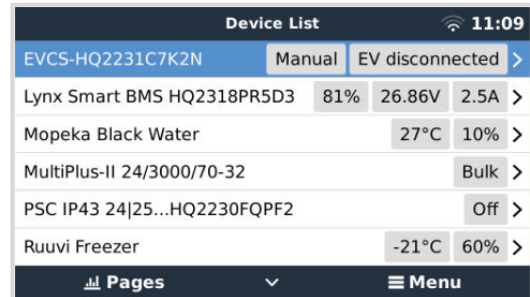 Device List 11:09
EVCS-HQ2231C7K2N Manual EV disconnected
Lynx Smart BMS HQ2318PR5D3 81% 26.86V 2.5A
Mopeka Black Water 27°C 10%
MultiPlus-II 24/3000/70-32 Bulk
PSC IP43 24|25...HQ2230FQPF2 Off
Ruuvi Freezer -21°C 60%
Pages Menu